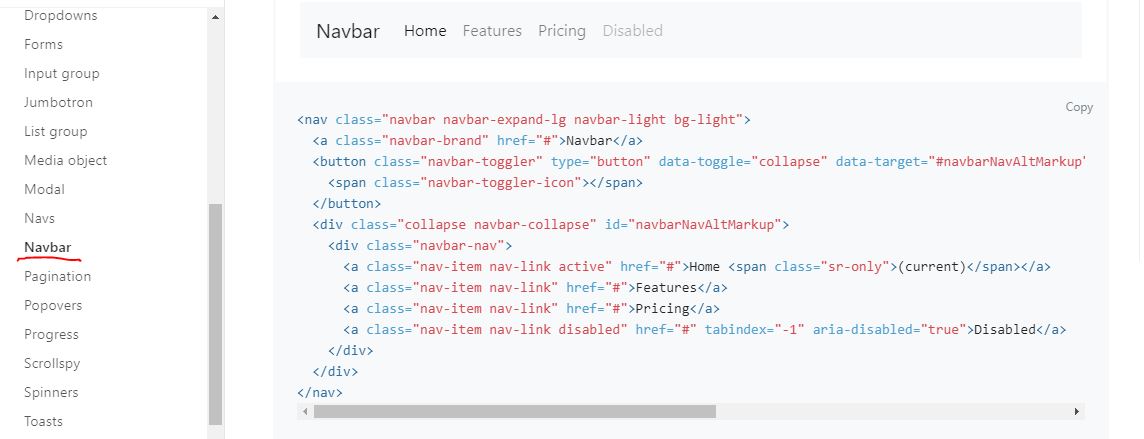 Dropdowns
Forms
Input group
Jumbotron
List group
Media object
Modal
Navs
Navbar
Pagination
Popovers
Progress
Scrollspy
Spinners
Toasts
Navbar Home Features Pricing Disabled
Copy
<nav class="navbar navbar-expand-lg navbar-light bg-light">
<a class="navbar-brand" href="#">Navbar</a>
<button class="navbar-toggler" type="button" data-toggle="collapse" data-target="#navbarNavAltMarkup"
<span class="navbar-toggler-icon"></span>
</button>
<div class="collapse navbar-collapse" id="navbarNavAltMarkup">
<div class="navbar-nav">
<a class="nav-item nav-link active" href="#">Home <span class="sr-only">(current)</span></a>
<a class="nav-item nav-link" href="#">Features</a>
<a class="nav-item nav-link" href="#">Pricing</a>
<a class="nav-item nav-link disabled" href="#" tabindex="-1" aria-disabled="true">Disabled</a>
</div>
</div>
</nav>